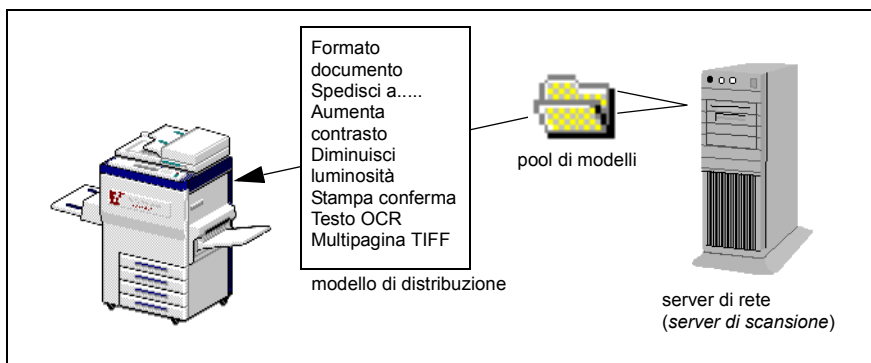 Formato
documento
Spedisci a.....
Aumenta
contrasto
Diminuisci
luminosità
Stampa conferma
Testo OCR
Multipagina TIFF
modello di distribuzione
pool di modelli
server di rete
(server di scansione)